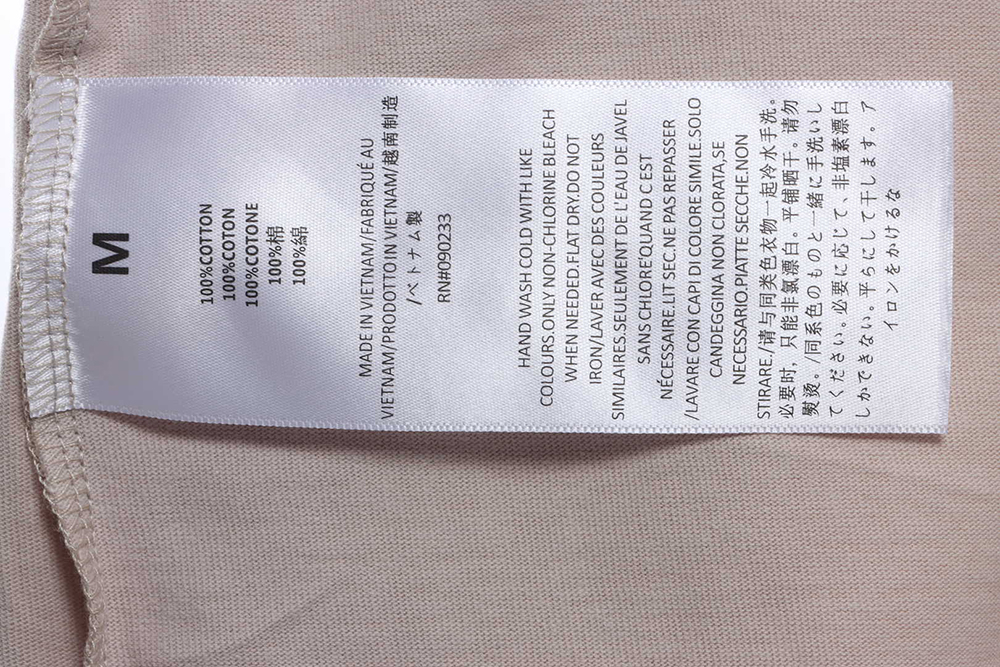 M
100%COTTON
100%COTON
100%COTONE
100%棉
100%綿
MADE IN VIETNAM/FABRIQUÉ AU
VIETNAM/PRODOTTO IN VIETNAM/越南制造
/ベトナム製
RN#090233
HAND WASH COLD WITH LIKE
COLOURS.ONLY NON-CHLORINE BLEACH
WHEN NEEDED.FLAT DRY.DO NOT
IRON/LAVER AVEC DES COULEURS
SIMILAIRES.SEULEMENT DE L'EAU DE JAVEL
SANS CHLORE'QUAND C'EST
NÉCESSAIRE.LIT SEC.NE PAS REPASSER
/LAVARE CON CAPI DI COLORE SIMILE.SOLO
CANDEGGINA NON CLORATA,SE
NECESSARIO.PIATTE SECCHE.NON
STIRARE./请与同类色衣物一起冷水手洗。
必要时，只能非氯漂白。平铺晒干。请勿
熨烫。/同系色のものと一緒に手洗いし
てください。必要に応じて、非塩素漂白
しかできない。平らにして干します。ア
イロンをかけるな